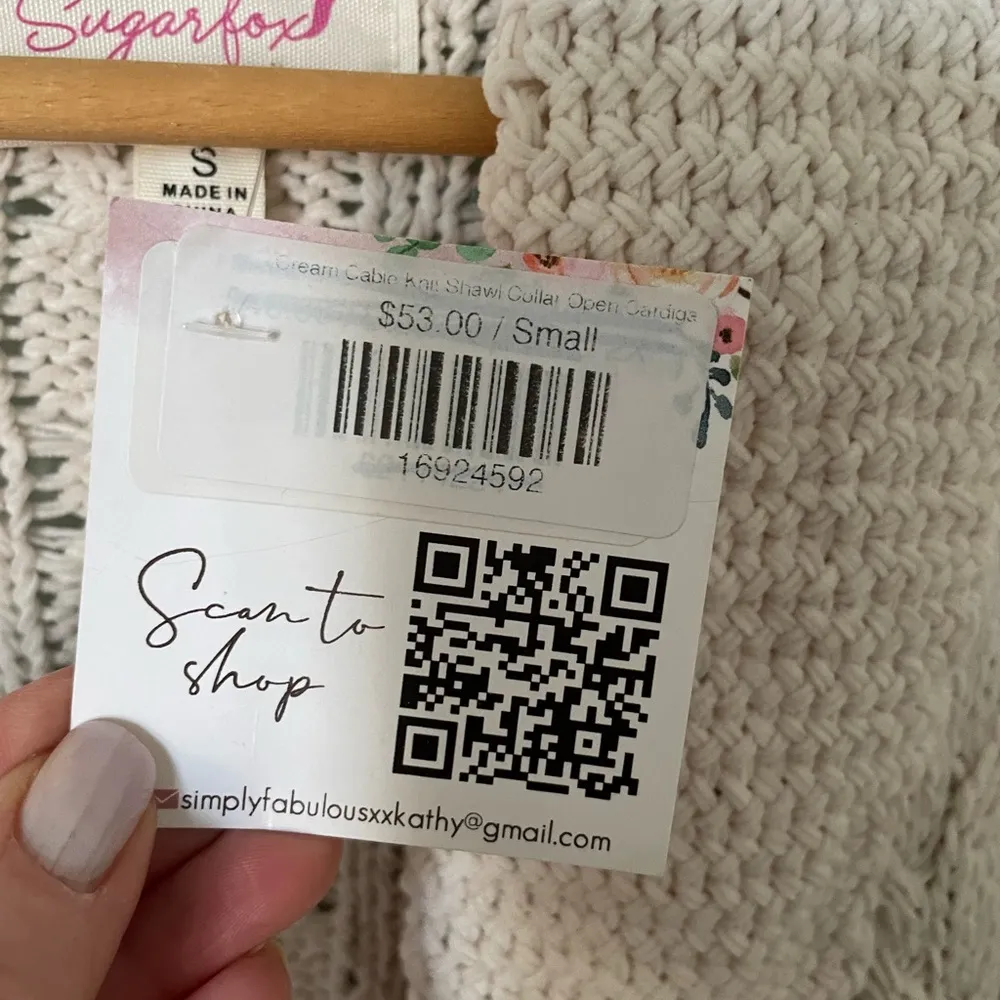 Sugarfox
S
MADE IN
CHINA
Cream Cable Knit Shawl Collar Open Cardiga
$53.00 / Small
16924592
Scan to
shop
simplyfabulousxxkathy@gmail.com